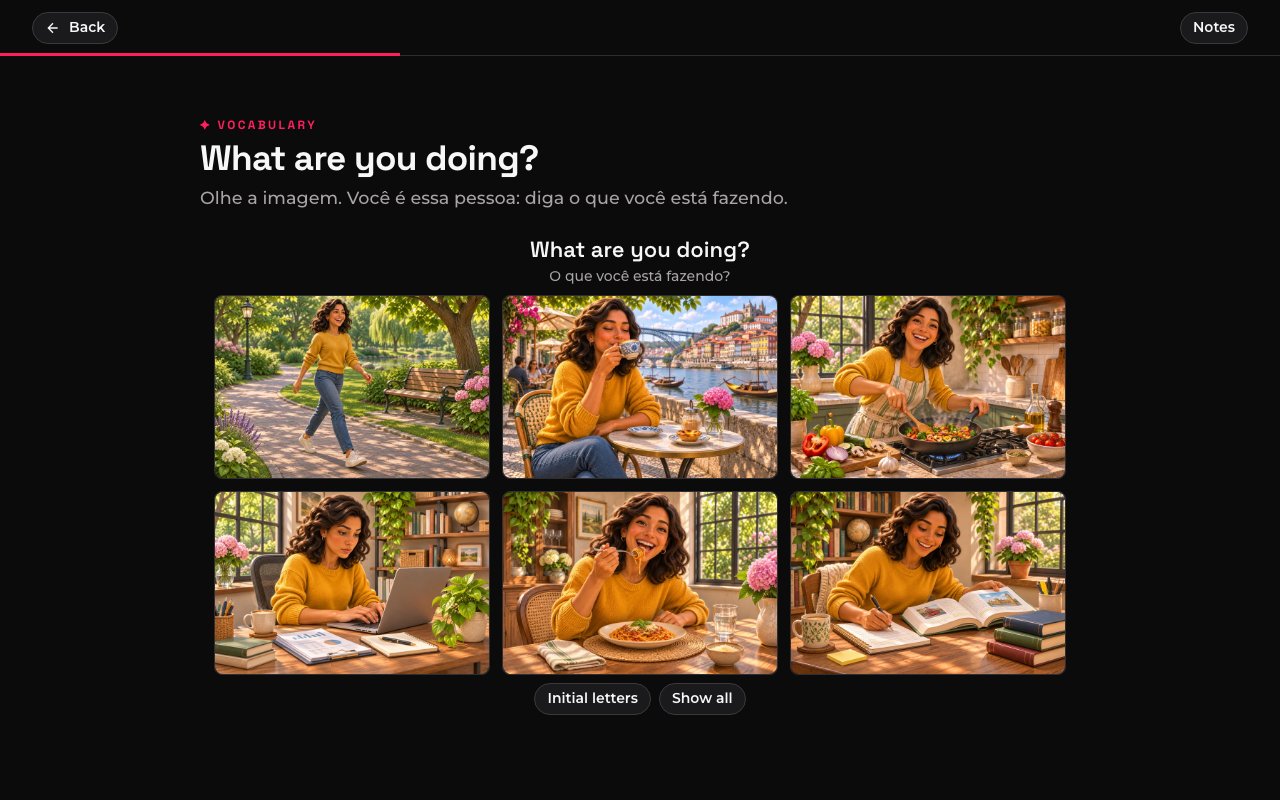 Back
Notes
VOCABULARY
What are you doing?
Olhe a imagem. Você é essa pessoa: diga o que você está fazendo.
What are you doing?
O que você está fazendo?
Initial letters
Show all